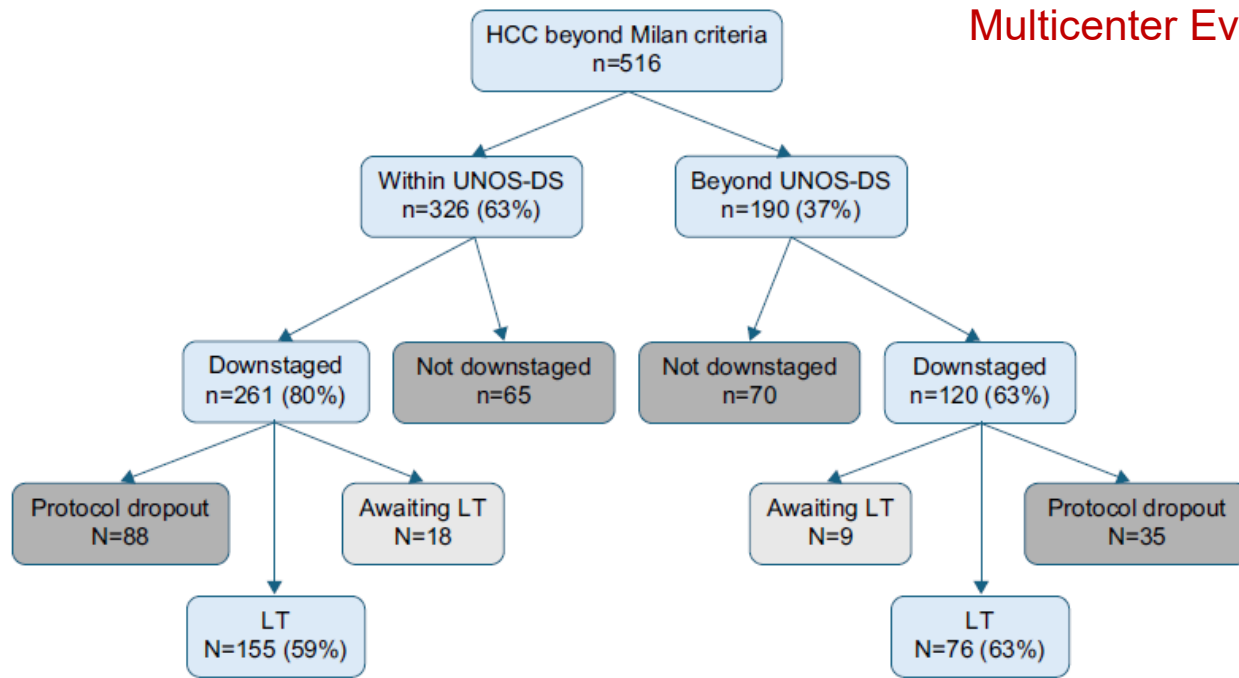 Multicenter Ev
HCC beyond Milan criteria
n=516
Within UNOS-DS
n=326 (63%)
Beyond UNOS-DS
n=190 (37%)
Downstaged
n=261 (80%)
Not downstaged
n=65
Not downstaged
n=70
Downstaged
n=120 (63%)
Protocol dropout
N=88
Awaiting LT
N=18
Awaiting LT
N=9
Protocol dropout
N=35
LT
N=155 (59%)
LT
N=76 (63%)